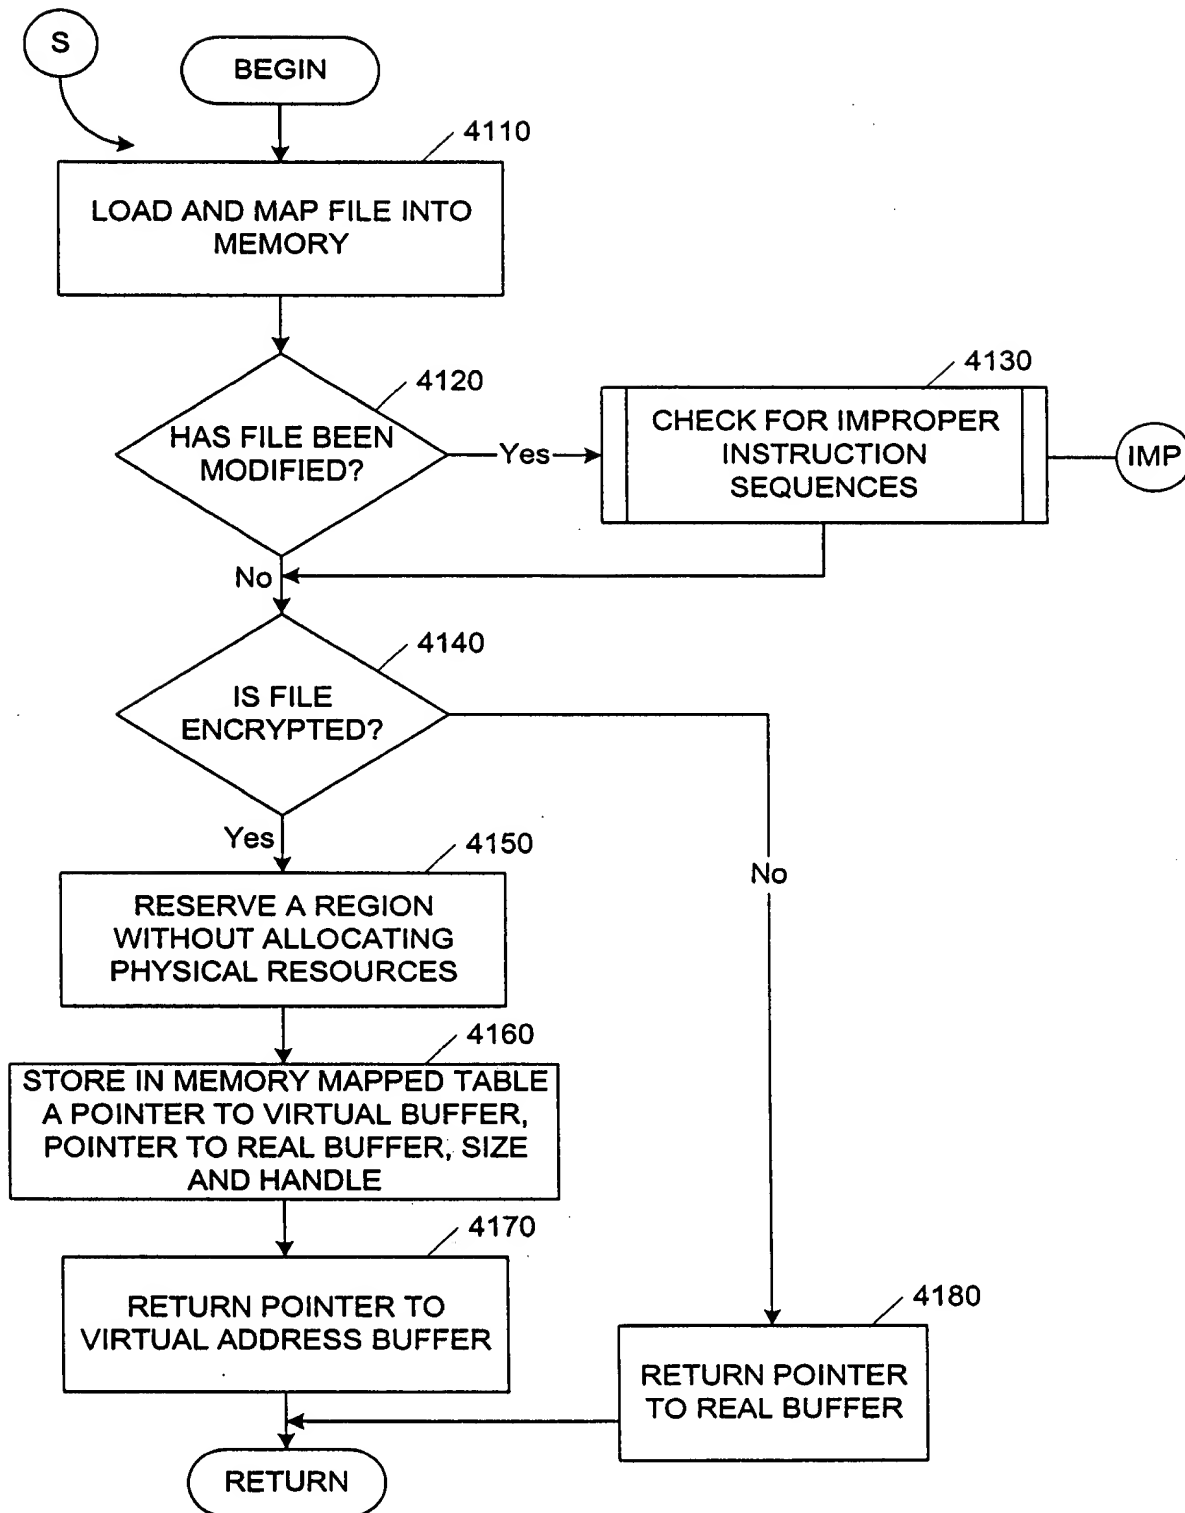 S
BEGIN
4110
LOAD AND MAP FILE INTO
MEMORY
4120
HAS FILE BEEN
MODIFIED?
Yes
4130
CHECK FOR IMPROPER
INSTRUCTION
SEQUENCES
IMP
No
4140
IS FILE
ENCRYPTED?
Yes
No
4150
RESERVE A REGION
WITHOUT ALLOCATING
PHYSICAL RESOURCES
4160
STORE IN MEMORY MAPPED TABLE
A POINTER TO VIRTUAL BUFFER,
POINTER TO REAL BUFFER, SIZE
AND HANDLE
4170
RETURN POINTER TO
VIRTUAL ADDRESS BUFFER
4180
RETURN POINTER
TO REAL BUFFER
RETURN